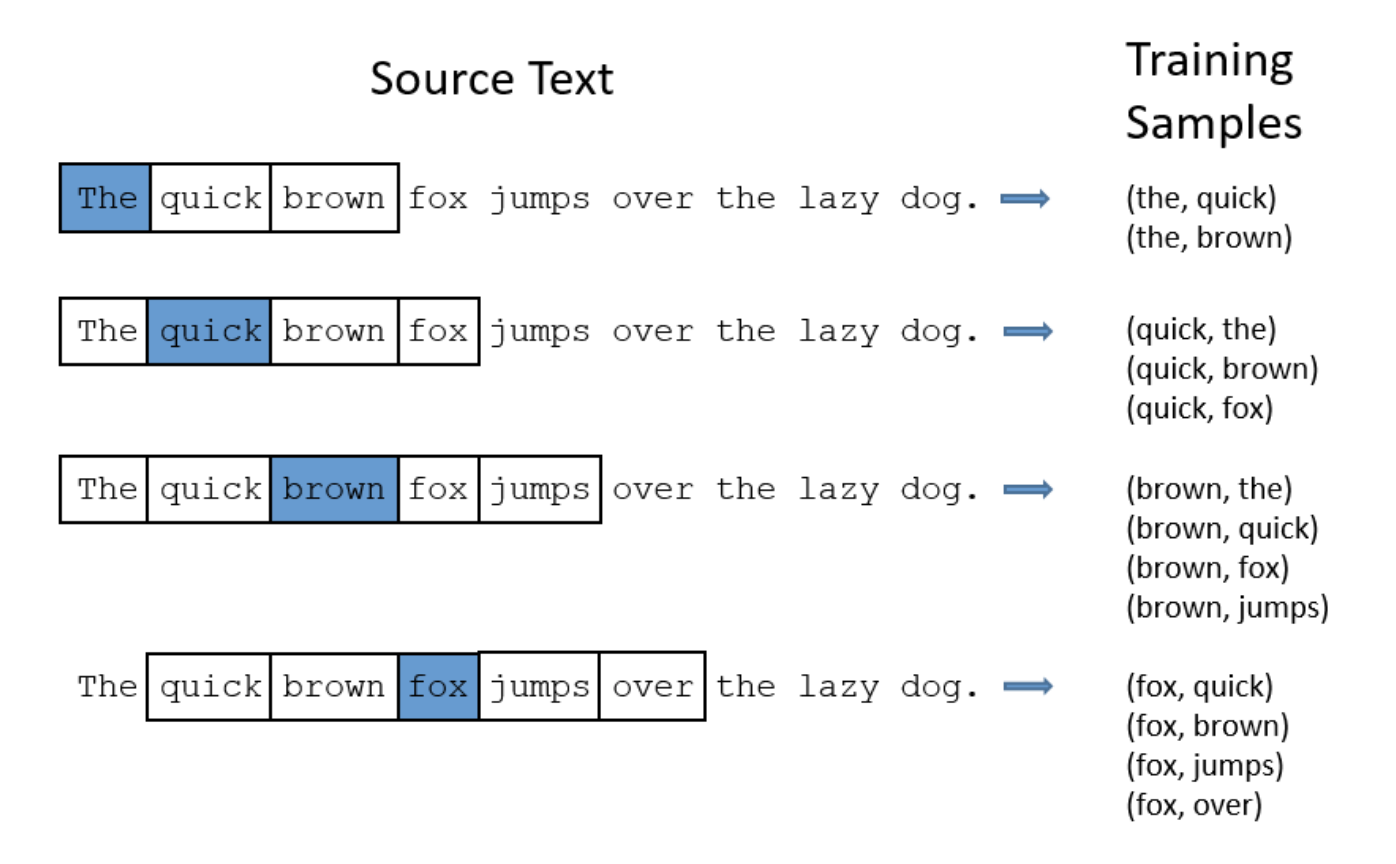 Source Text
Training
Samples
The quick brown fox jumps over the lazy dog.
(the, quick)
(the, brown)
The quick brown fox jumps over the lazy dog.
(quick, the)
(quick, brown)
(quick, fox)
The quick brown fox jumps over the lazy dog.
(brown, the)
(brown, quick)
(brown, fox)
(brown, jumps)
The quick brown fox jumps over the lazy dog.
(fox, quick)
(fox, brown)
(fox, jumps)
(fox, over)